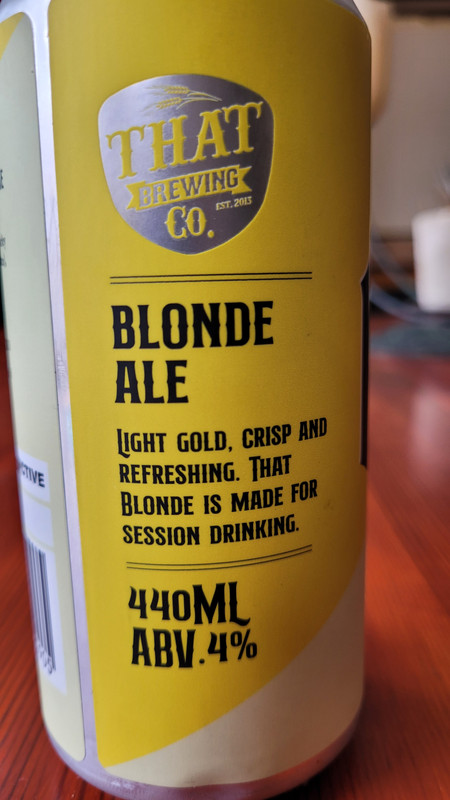 THAT
BREWING
EST. 2013
CO.
BLONDE
ALE
LIGHT GOLD, CRISP AND
REFRESHING. THAT
BLONDE IS MADE FOR
SESSION DRINKING.
440ML
ABV.4%